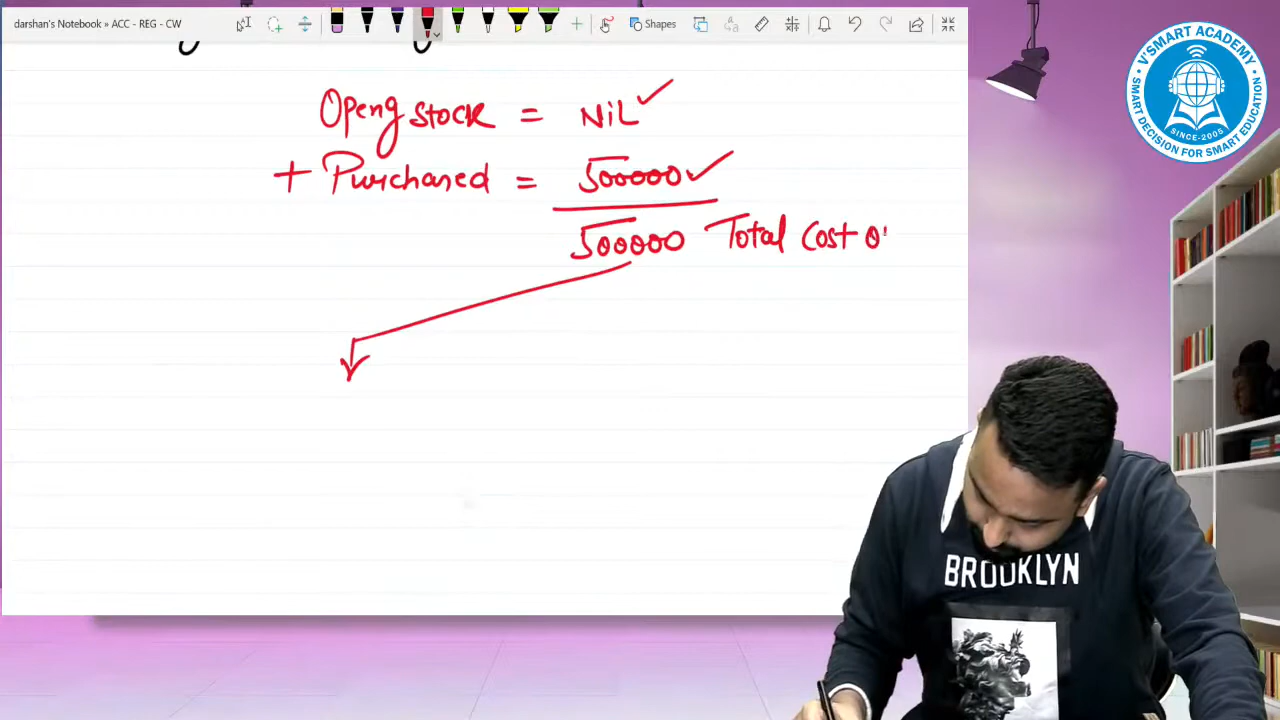 darshan's Notebook » ACC - REG - CW
Shapes
Openg stock = NiL ✓
+ Purchased = 500000 ✓
500000 Total Cost o
V'SMART ACADEMY
SINCE-2005
SMART DECISION FOR SMART EDUCATION
BROOKLYN